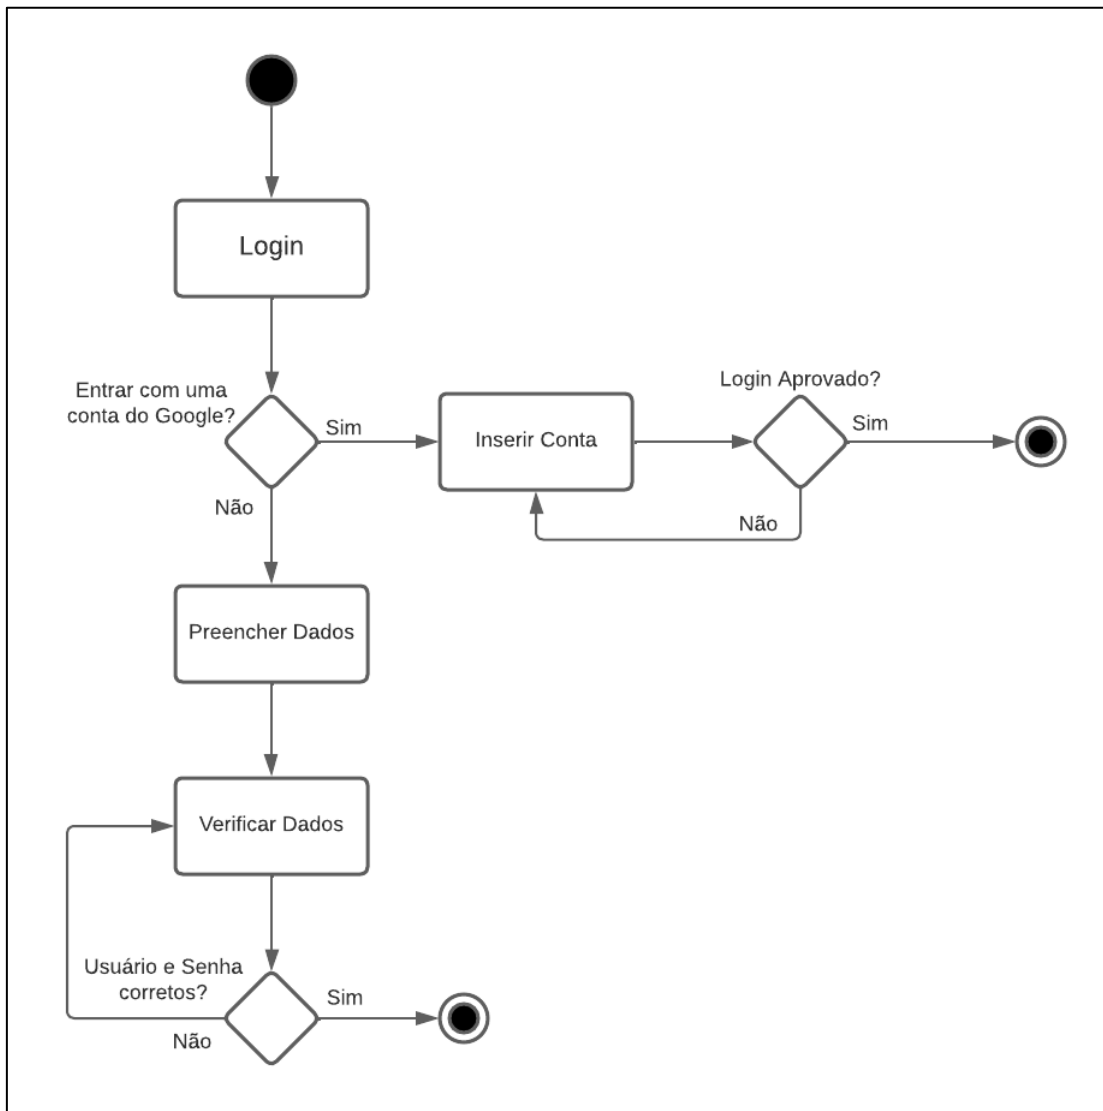 Login
Entrar com uma
conta do Google?
Sim
Inserir Conta
Login Aprovado?
Sim
Não
Não
Preencher Dados
Verificar Dados
Usuário e Senha
corretos?
Sim
Não